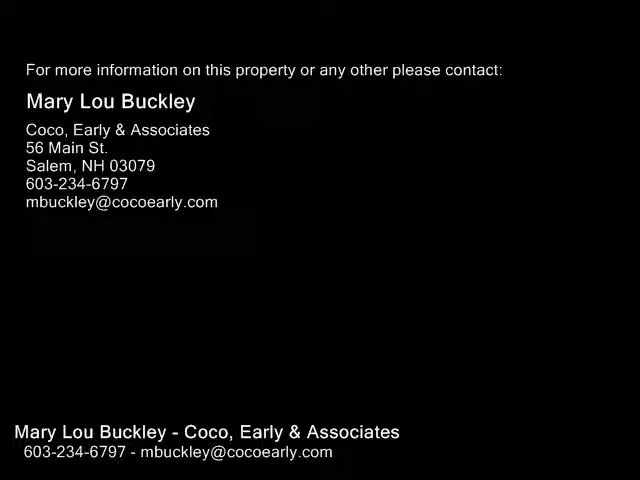 For more information on this property or any other please contact:
Mary Lou Buckley
Coco, Early & Associates
56 Main St.
Salem, NH 03079
603-234-6797
mbuckley@cocoearly.com
Mary Lou Buckley - Coco, Early & Associates
603-234-6797 - mbuckley@cocoearly.com